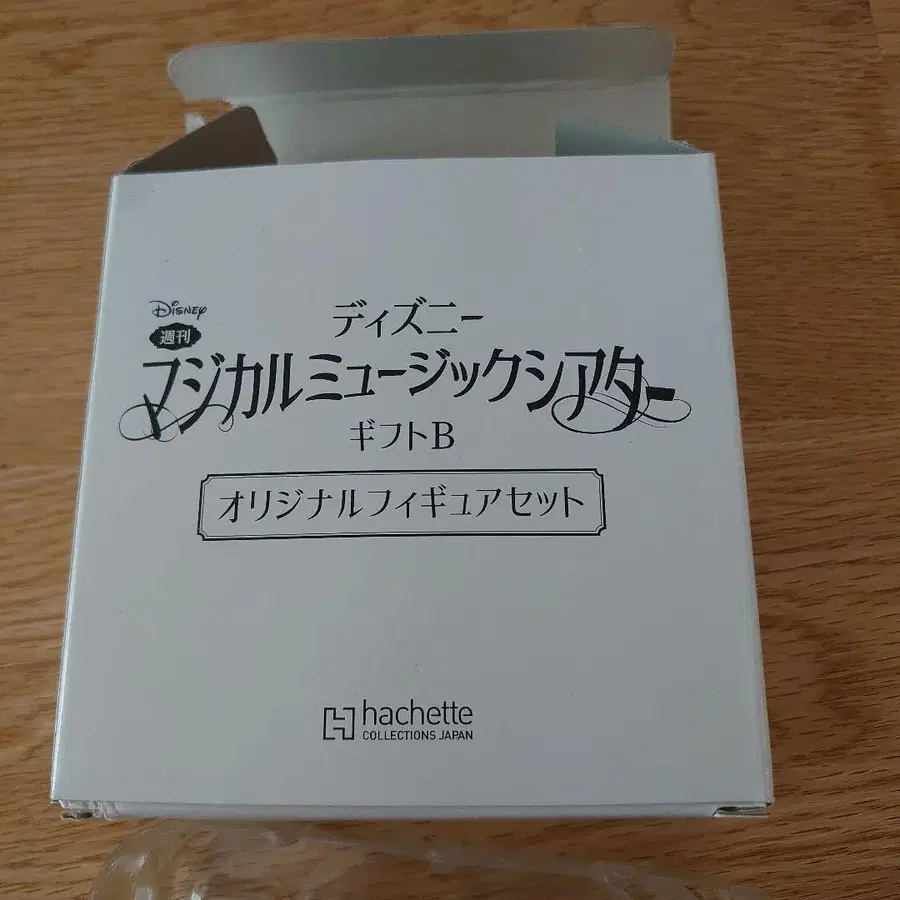 Disney
ディズニー
週刊
マジカルミュージックシアター
ギフトB
オリジナルフィギュアセット
hachette
COLLECTIONS JAPAN